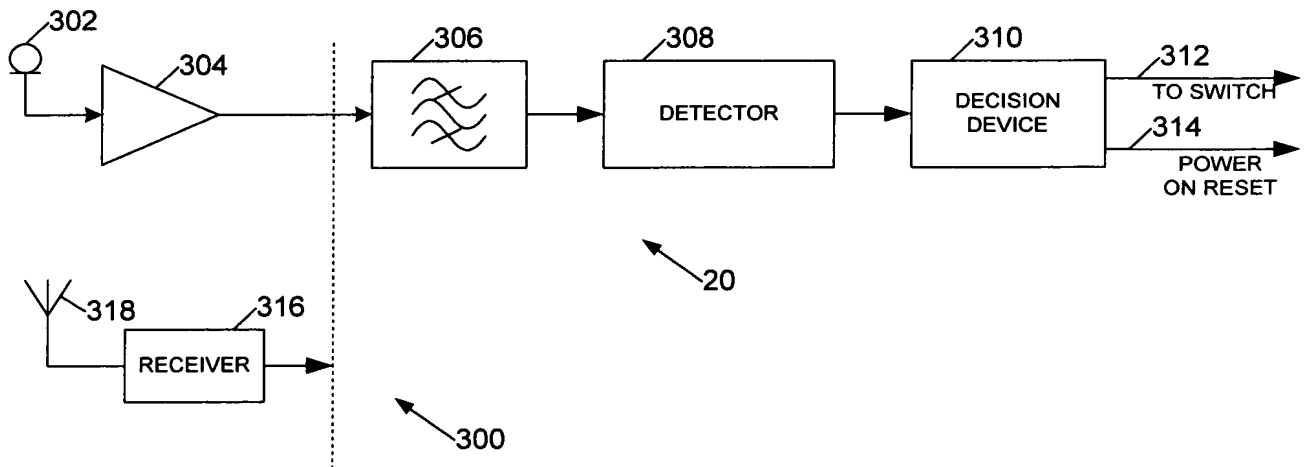 302
304
306
308
310
312
TO SWITCH
314
POWER
ON RESET
DETECTOR
DECISION
DEVICE
20
318
316
RECEIVER
300